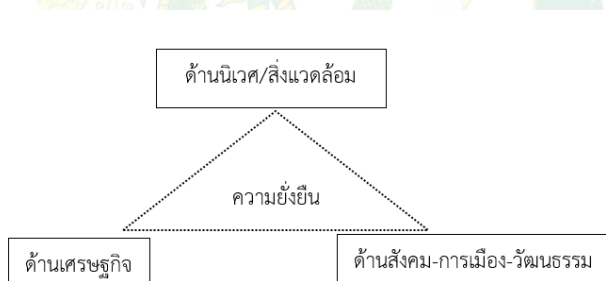 ด้านนิเวศ/สิ่งแวดล้อม
ความยั่งยืน
ด้านเศรษฐกิจ
ด้านสังคม-การเมือง-วัฒนธรรม